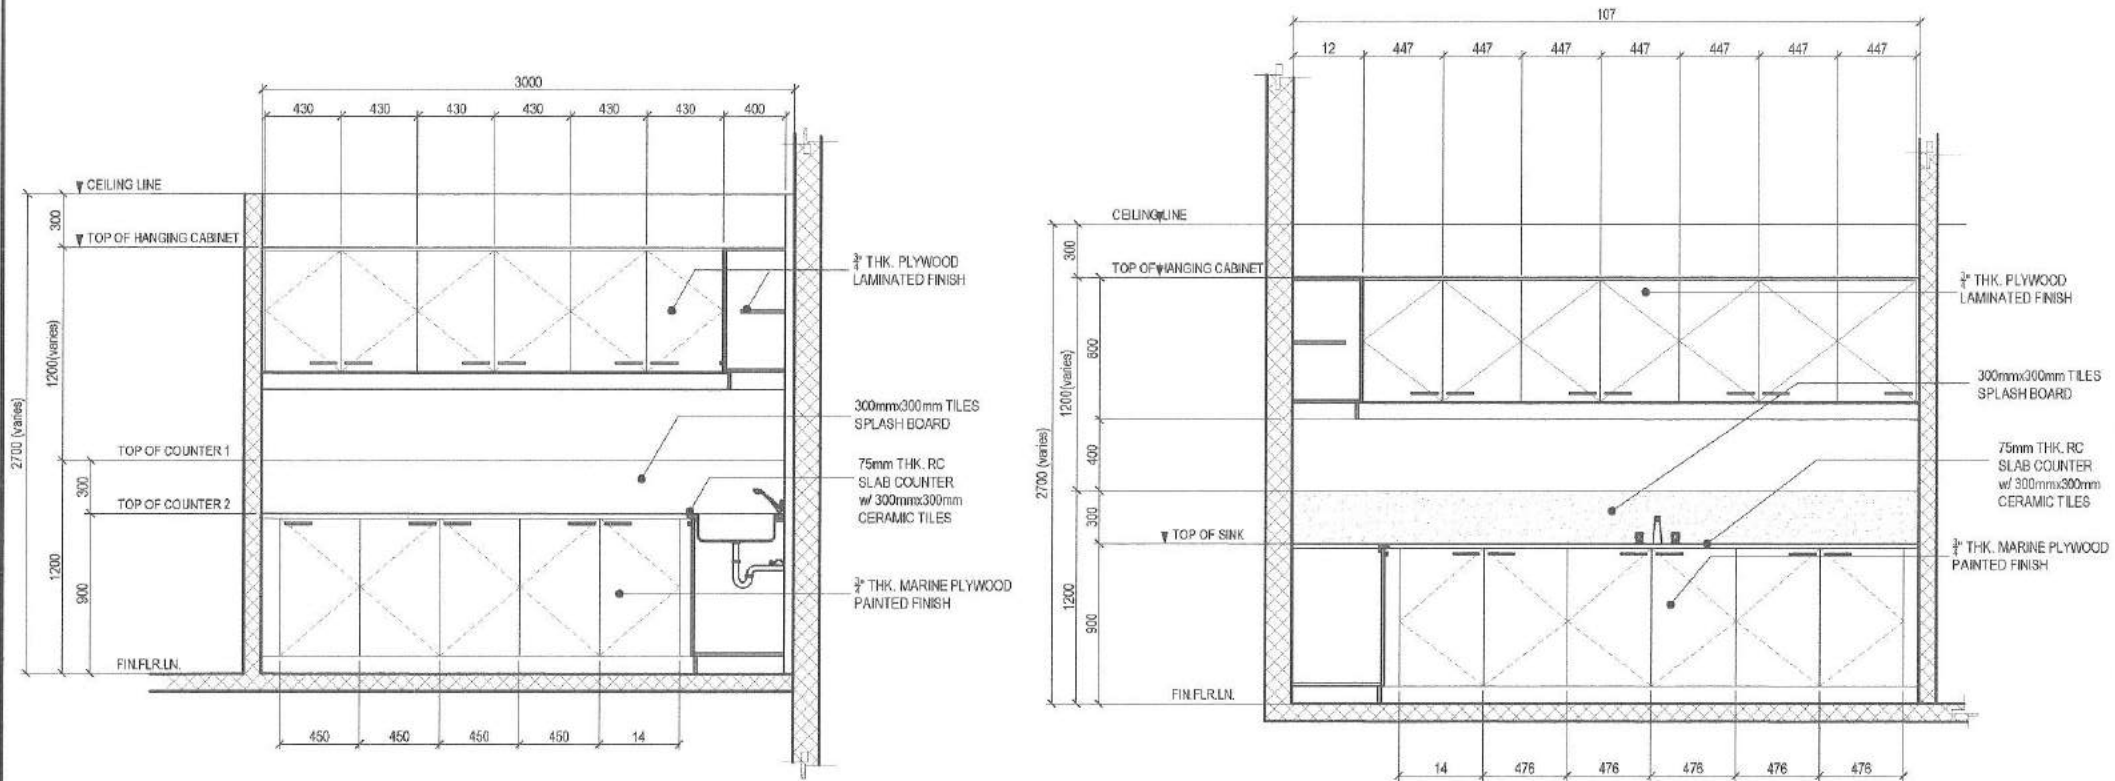 3000
430 430 430 430 430 430 400
CEILING LINE
300
TOP OF HANGING CABINET
¾" THK. PLYWOOD
LAMINATED FINISH
1200(varies)
2700 (varies)
300mmx300mm TILES
SPLASH BOARD
TOP OF COUNTER 1
75mm THK. RC
SLAB COUNTER
w/ 300mmx300mm
CERAMIC TILES
300
TOP OF COUNTER 2
1200
900
¾" THK. MARINE PLYWOOD
PAINTED FINISH
FIN.FLR.LN.
450 450 450 450 14
107
12 447 447 447 447 447 447 447
CEILING LINE
300
TOP OF HANGING CABINET
¾" THK. PLYWOOD
LAMINATED FINISH
800
1200(varies)
300mmx300mm TILES
SPLASH BOARD
2700 (varies)
400
75mm THK. RC
SLAB COUNTER
w/ 300mmx300mm
CERAMIC TILES
300
TOP OF SINK
¾" THK. MARINE PLYWOOD
PAINTED FINISH
1200
900
FIN.FLR.LN.
14 476 476 476 476 476